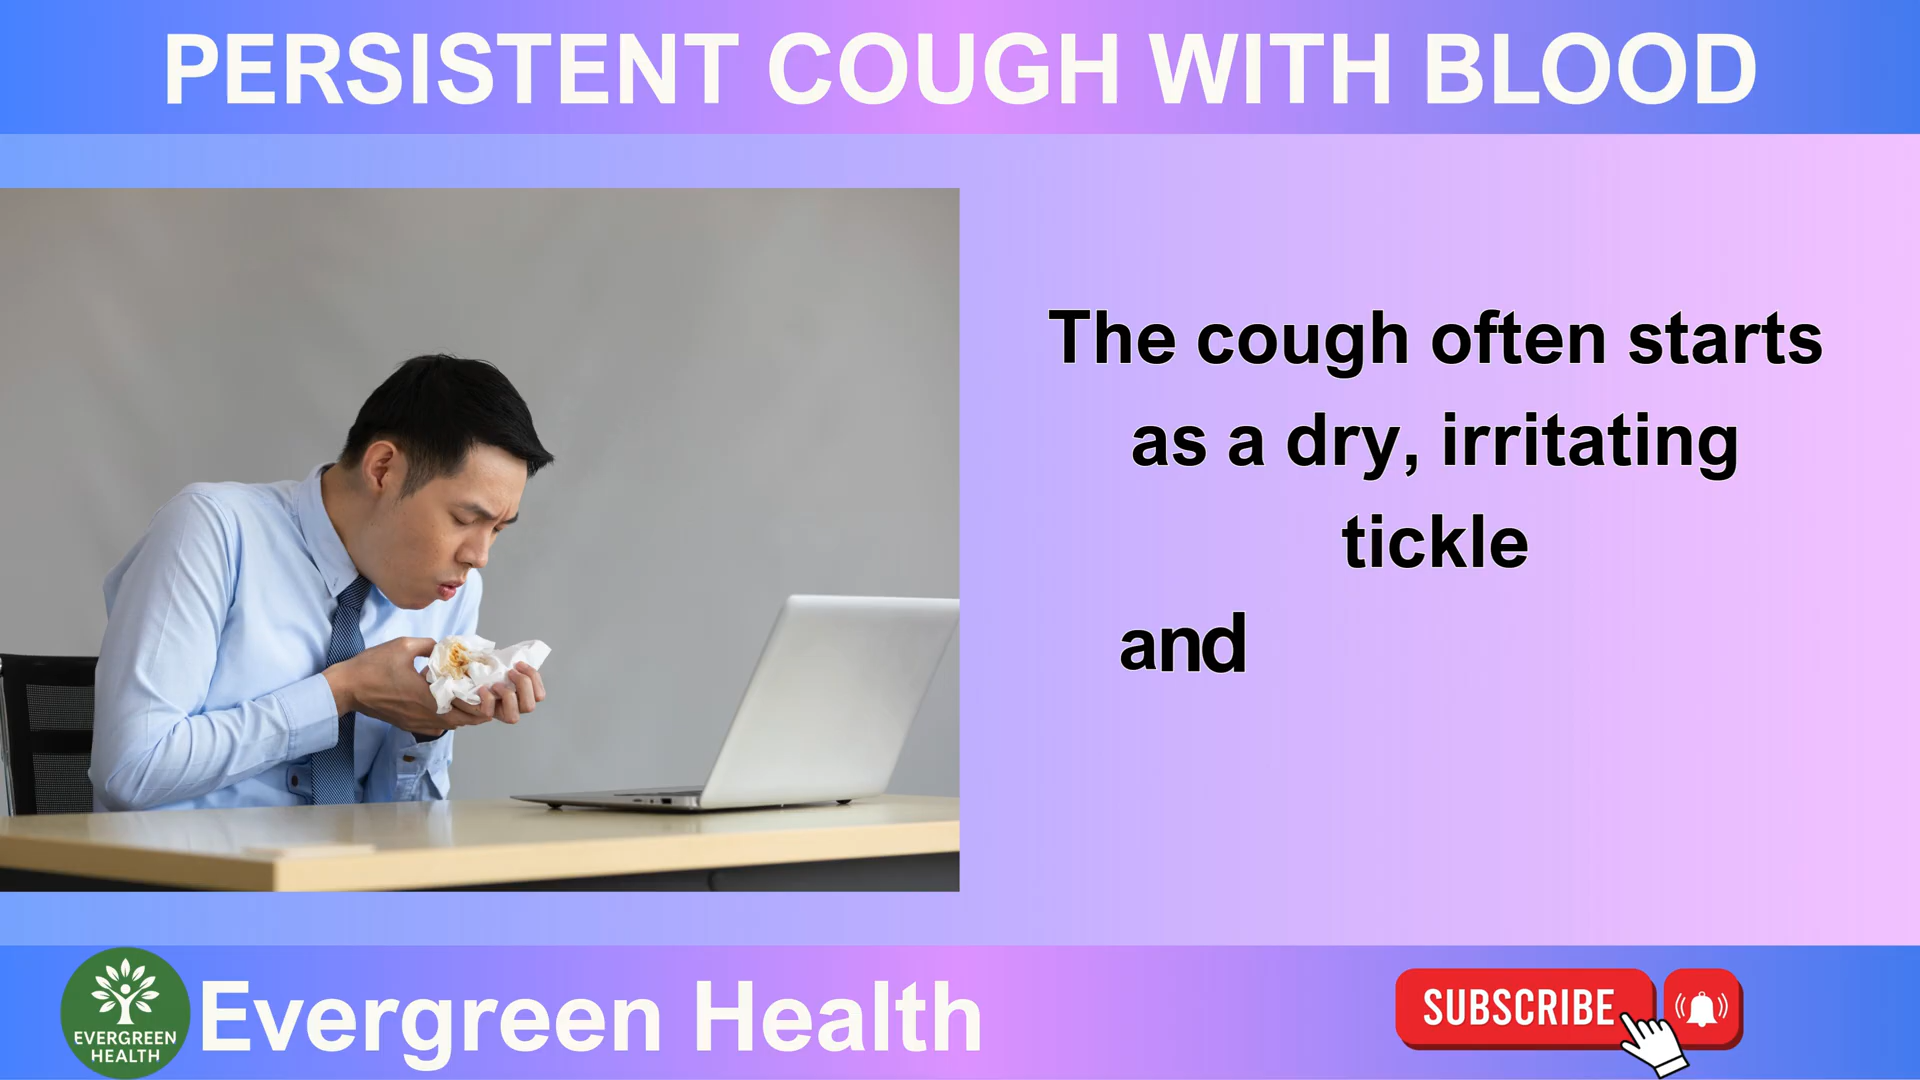 PERSISTENT COUGH WITH BLOOD
The cough often starts
as a dry, irritating
tickle
and
EVERGREEN
HEALTH
Evergreen Health
SUBSCRIBE